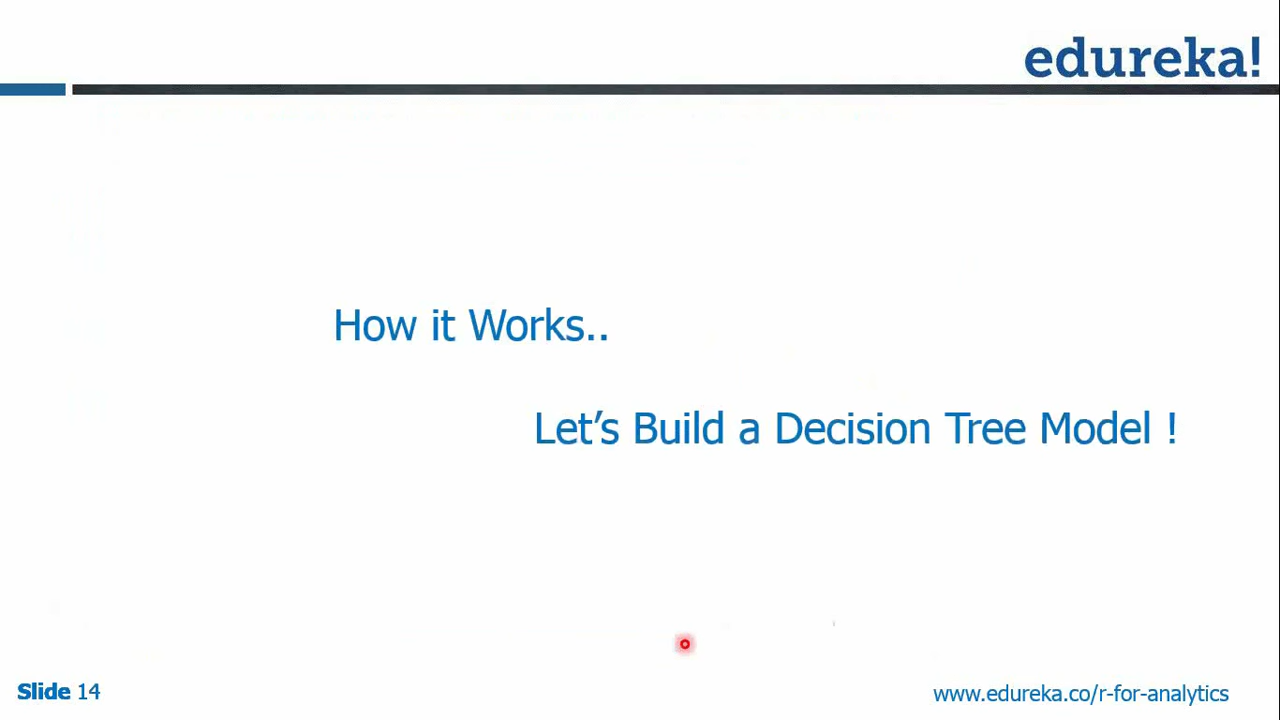 edureka!
How it Works..
Let’s Build a Decision Tree Model !
Slide 14
www.edureka.co/r-for-analytics